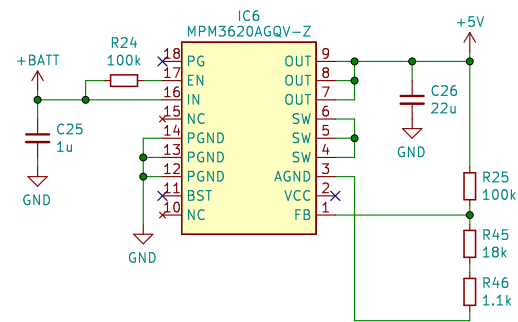 IC6
MPM3620AGQV-Z
+5V
R24
100k
+BATT
18 PG OUT 9
17 EN OUT 8
16 IN OUT 7
15 NC SW 6
14 PGND SW 5
13 PGND SW 4
12 PGND AGND 3
11 BST VCC 2
10 NC FB 1
C25
1u
GND
GND
C26
22u
GND
R25
100k
R45
18k
R46
1.1k